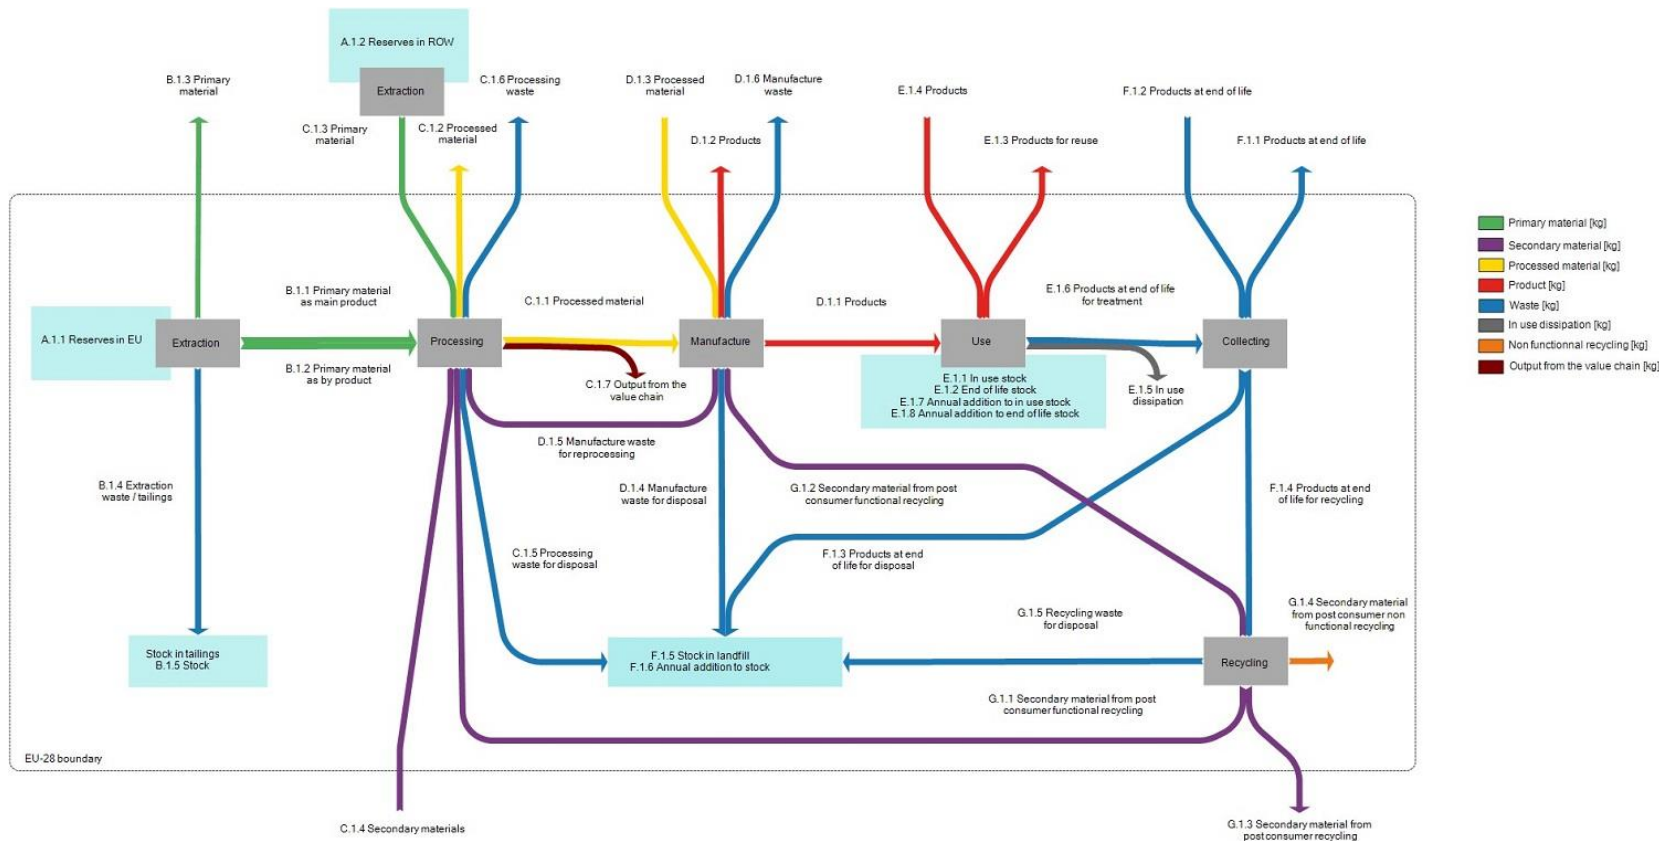 A.1.2 Reserves in ROW
Extraction
B.1.3 Primary
material
C.1.3 Primary
material
C.1.2 Processed
material
C.1.6 Processing
waste
D.1.3 Processed
material
D.1.2 Products
D.1.6 Manufacture
waste
E.1.4 Products
E.1.3 Products for reuse
F.1.2 Products at end of life
F.1.1 Products at end of life
Primary material [kg]
Secondary material [kg]
Processed material [kg]
Product [kg]
Waste [kg]
In use dissipation [kg]
Non functionnal recycling [kg]
Output from the value chain [kg]
A.1.1 Reserves in EU
Extraction
B.1.1 Primary material
as main product
B.1.2 Primary material
as by product
Processing
C.1.1 Processed material
C.1.7 Output from the
value chain
Manufacture
D.1.1 Products
Use
E.1.1 In use stock
E.1.2 End of life stock
E.1.7 Annual addition to in use stock
E.1.8 Annual addition to end of life stock
E.1.6 Products at end of life
for treatment
E.1.5 In use
dissipation
Collecting
D.1.5 Manufacture waste
for reprocessing
B.1.4 Extraction
waste / tailings
D.1.4 Manufacture
waste for disposal
G.1.2 Secondary material from post
consumer functional recycling
F.1.4 Products at end
of life for recycling
C.1.5 Processing
waste for disposal
F.1.3 Products at end
of life for disposal
G.1.5 Recycling waste
for disposal
G.1.4 Secondary material
from post consumer non
functional recycling
Stock in tailings
B.1.5 Stock
F.1.5 Stock in landfill
F.1.6 Annual addition to stock
Recycling
G.1.1 Secondary material from post
consumer functional recycling
EU-28 boundary
C.1.4 Secondary materials
G.1.3 Secondary material from
post consumer recycling